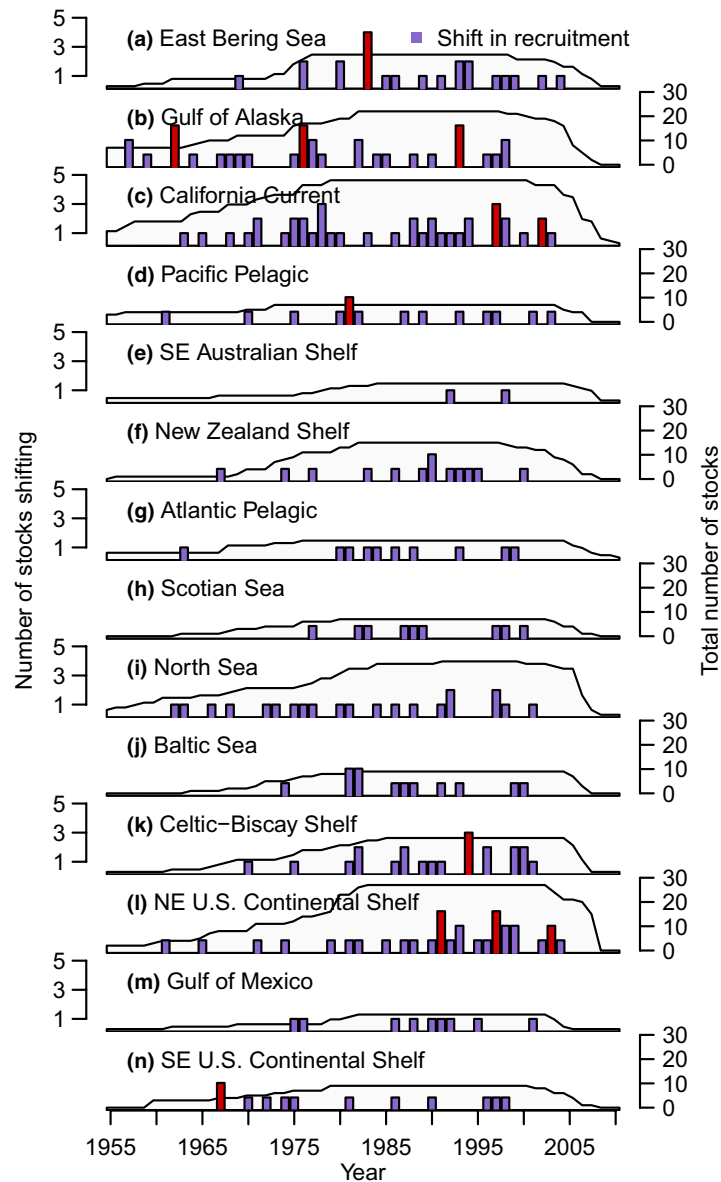 (a) East Bering Sea
Shift in recruitment
5
3
1
(b) Gulf of Alaska
30
20
10
0
(c) California Current
5
3
1
(d) Pacific Pelagic
30
20
10
0
(e) SE Australian Shelf
5
3
1
(f) New Zealand Shelf
30
20
10
0
(g) Atlantic Pelagic
5
3
1
(h) Scotian Sea
30
20
10
0
(i) North Sea
5
3
1
(j) Baltic Sea
30
20
10
0
(k) Celtic−Biscay Shelf
5
3
1
(l) NE U.S. Continental Shelf
30
20
10
0
(m) Gulf of Mexico
5
3
1
(n) SE U.S. Continental Shelf
30
20
10
0
Number of stocks shifting
Total number of stocks
1955 1965 1975 1985 1995 2005
Year